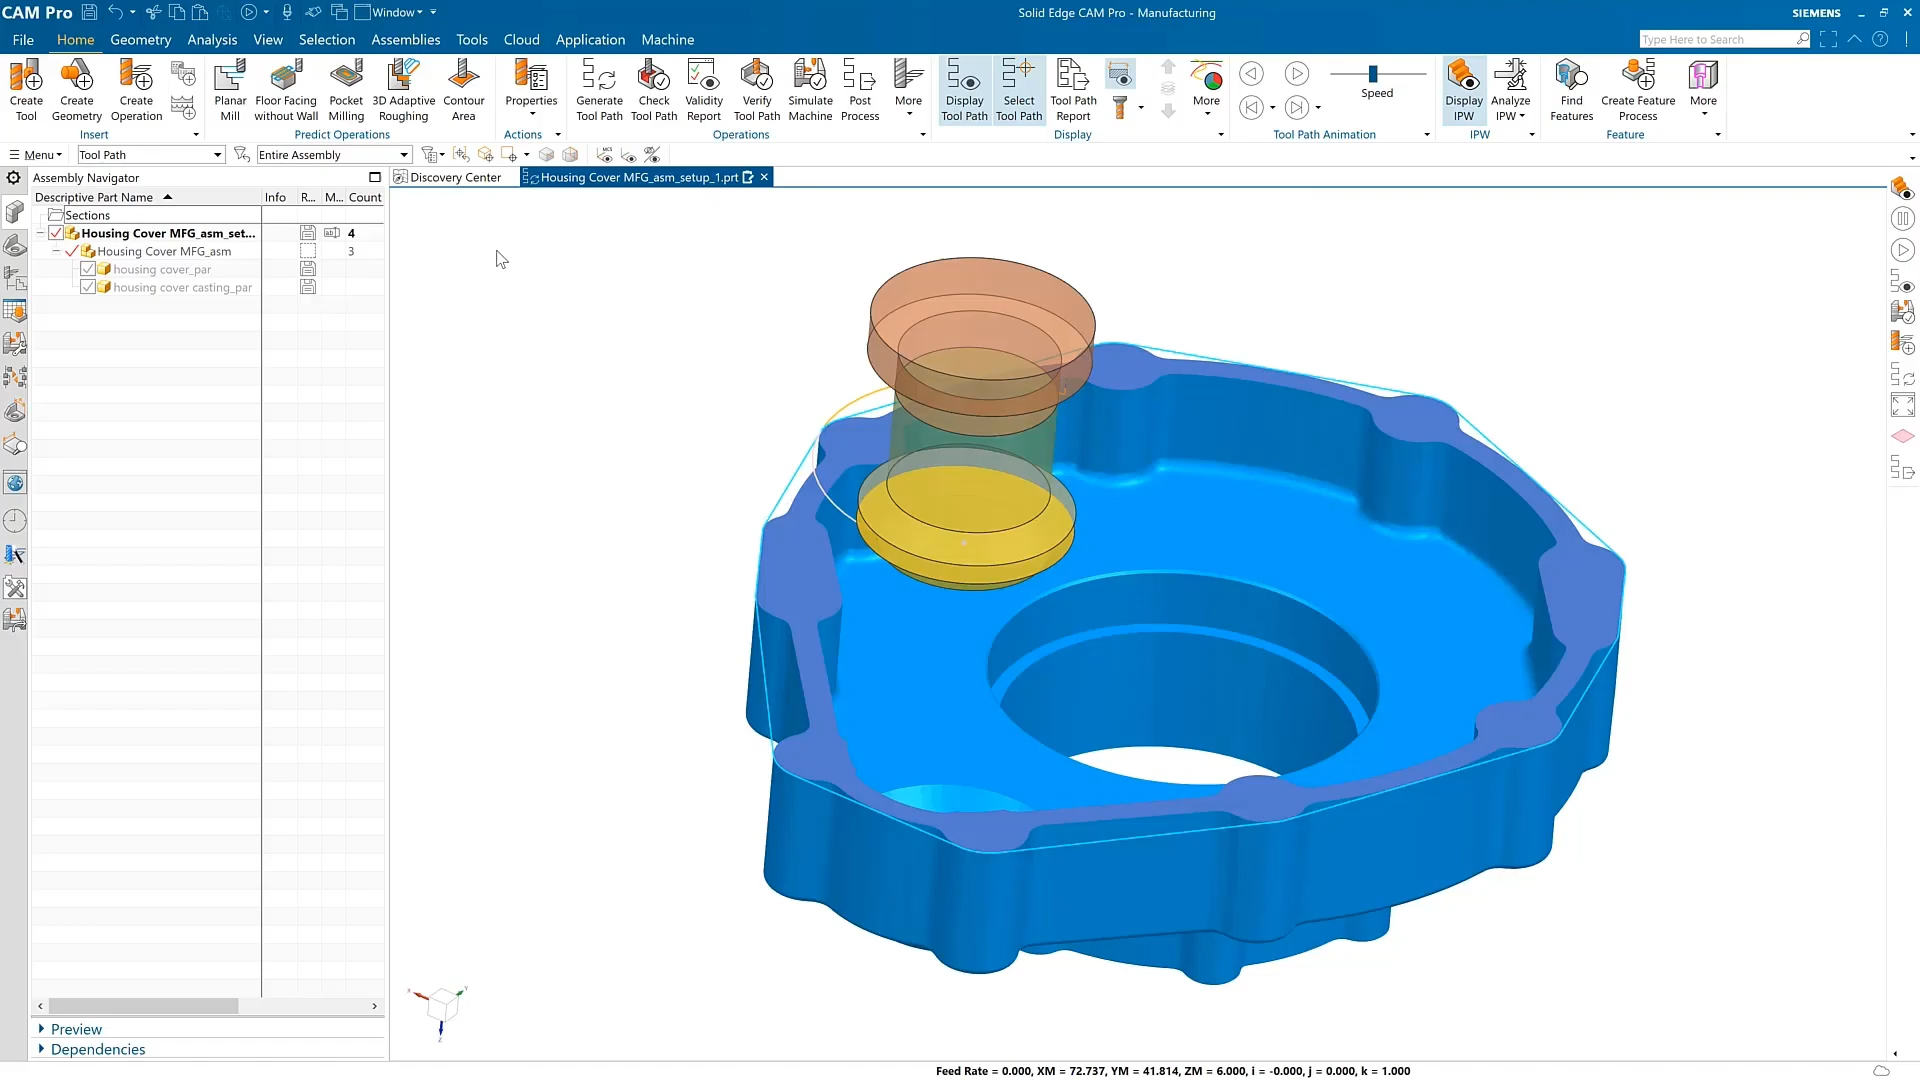 CAM Pro Window Solid Edge CAM Pro - Manufacturing SIEMENS
File Home Geometry Analysis View Selection Assemblies Tools Cloud Application Machine Type Here to Search
Create Tool
Create Geometry
Create Operation
Insert
Planar Mill
Floor Facing without Wall
Pocket Milling
3D Adaptive Roughing
Contour Area
Predict Operations
Properties
Actions
Generate Tool Path
Check Tool Path
Validity Report
Verify Tool Path
Simulate Machine
Post Process
More
Operations
Display Tool Path
Select Tool Path
Tool Path Report
More
Display
Speed
Tool Path Animation
Display IPW
Analyze IPW
IPW
Find Features
Create Feature Process
More
Feature
Menu Tool Path Entire Assembly
Assembly Navigator
Discovery Center Housing Cover MFG_asm_setup_1.prt
Descriptive Part Name Info R... M... Count
Sections
Housing Cover MFG_asm_set... 4
Housing Cover MFG_asm 3
housing cover_par
housing cover casting_par
X Y
Z
Preview
Dependencies
Feed Rate = 0.000, XM = 72.737, YM = 41.814, ZM = 6.000, i = -0.000, j = 0.000, k = 1.000